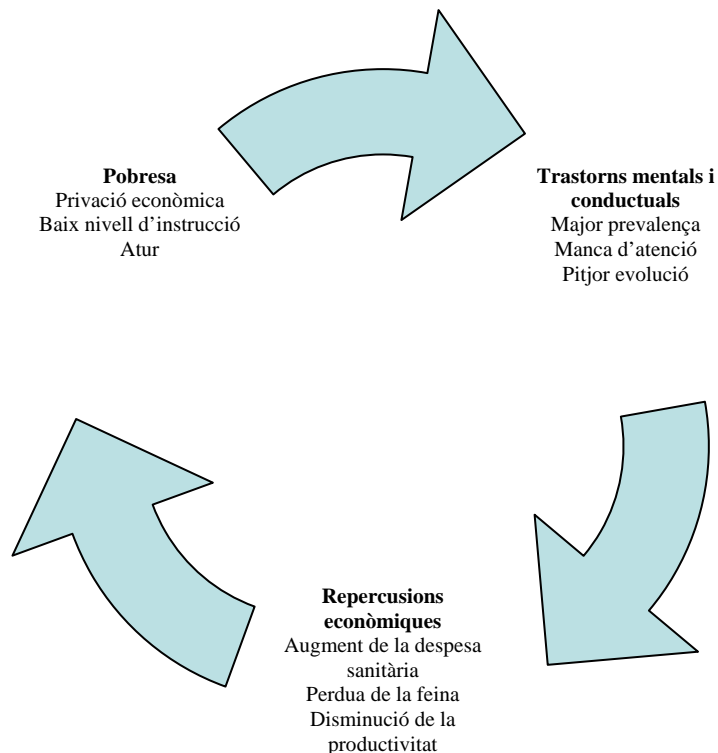 Pobresa
Privació econòmica
Baix nivell d'instrucció
Atur
Trastorns mentals i
conductuals
Major prevalença
Manca d'atenció
Pitjor evolució
Repercusions
econòmiques
Augment de la despesa
sanitària
Perdua de la feina
Disminució de la
productivitat